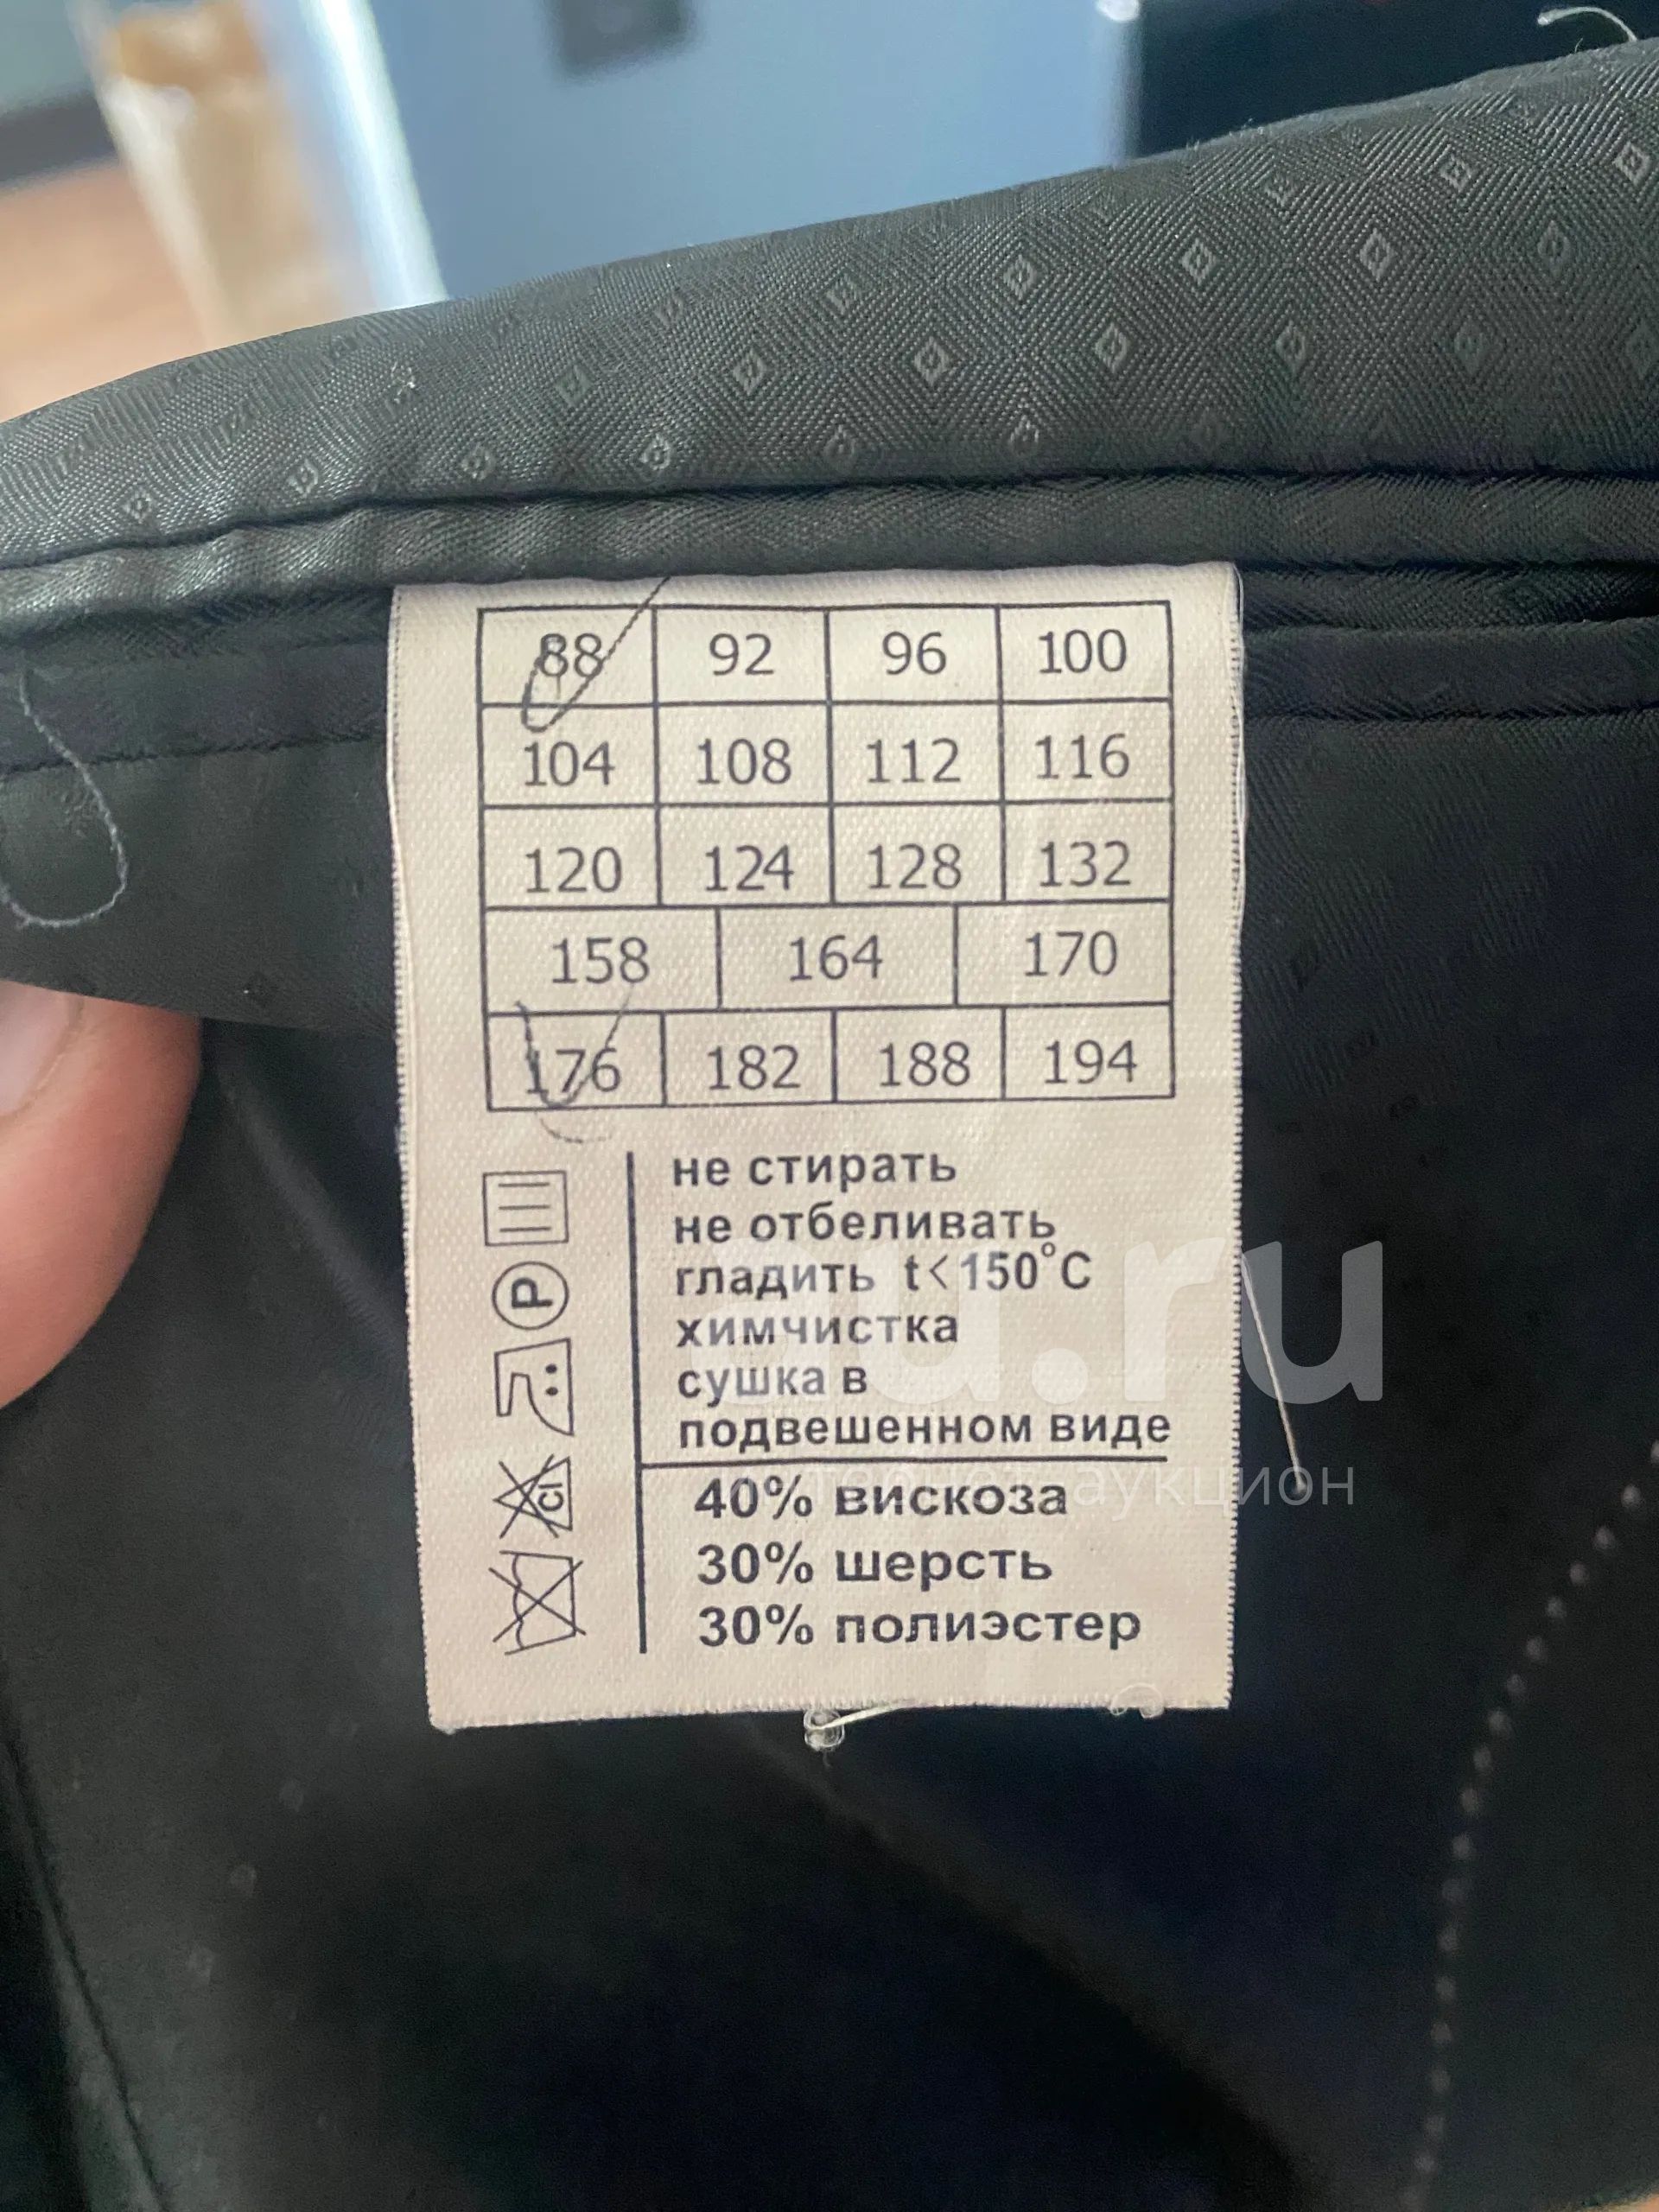 88 92 96 100
104 108 112 116
120 124 128 132
158 164 170
176 182 188 194
не стирать
не отбеливать
гладить t<150°C
химчистка
сушка в
подвешенном виде
40% вискоза
30% шерсть
30% полиэстер
P
Cl
au.ru
интернет-аукцион